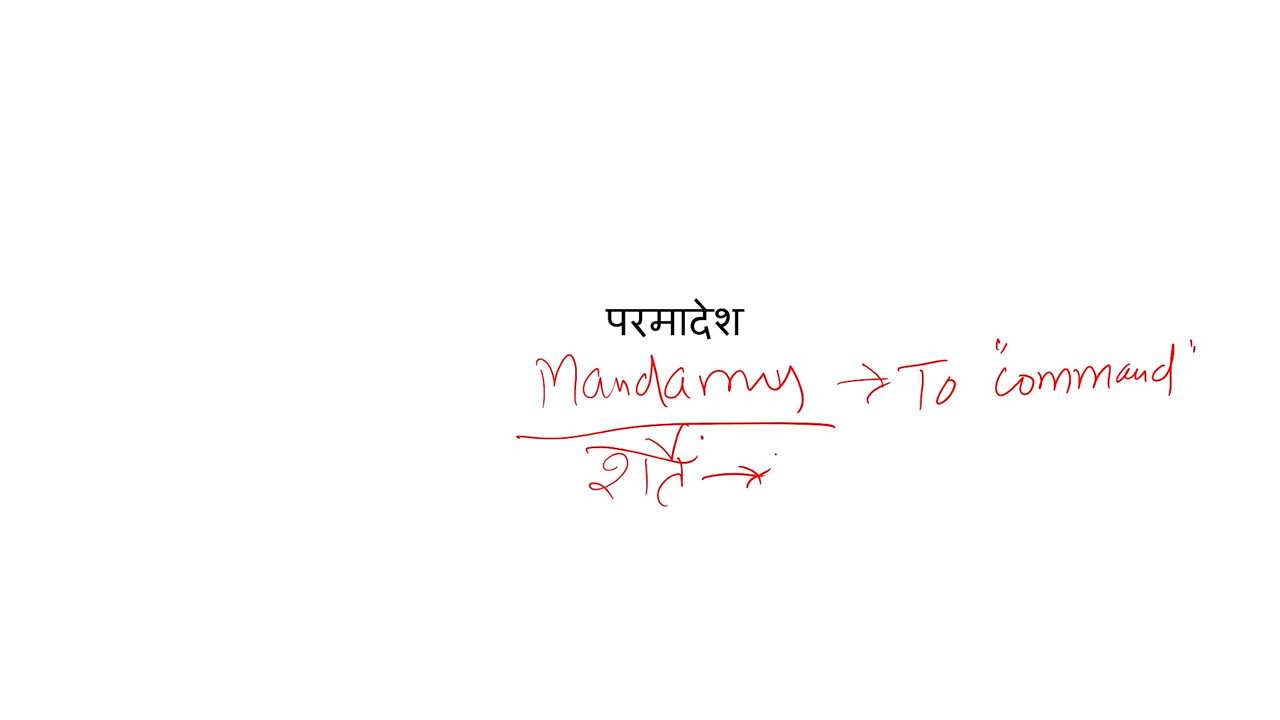 परमादेश
Mandamus → To "command"
शर्तें →